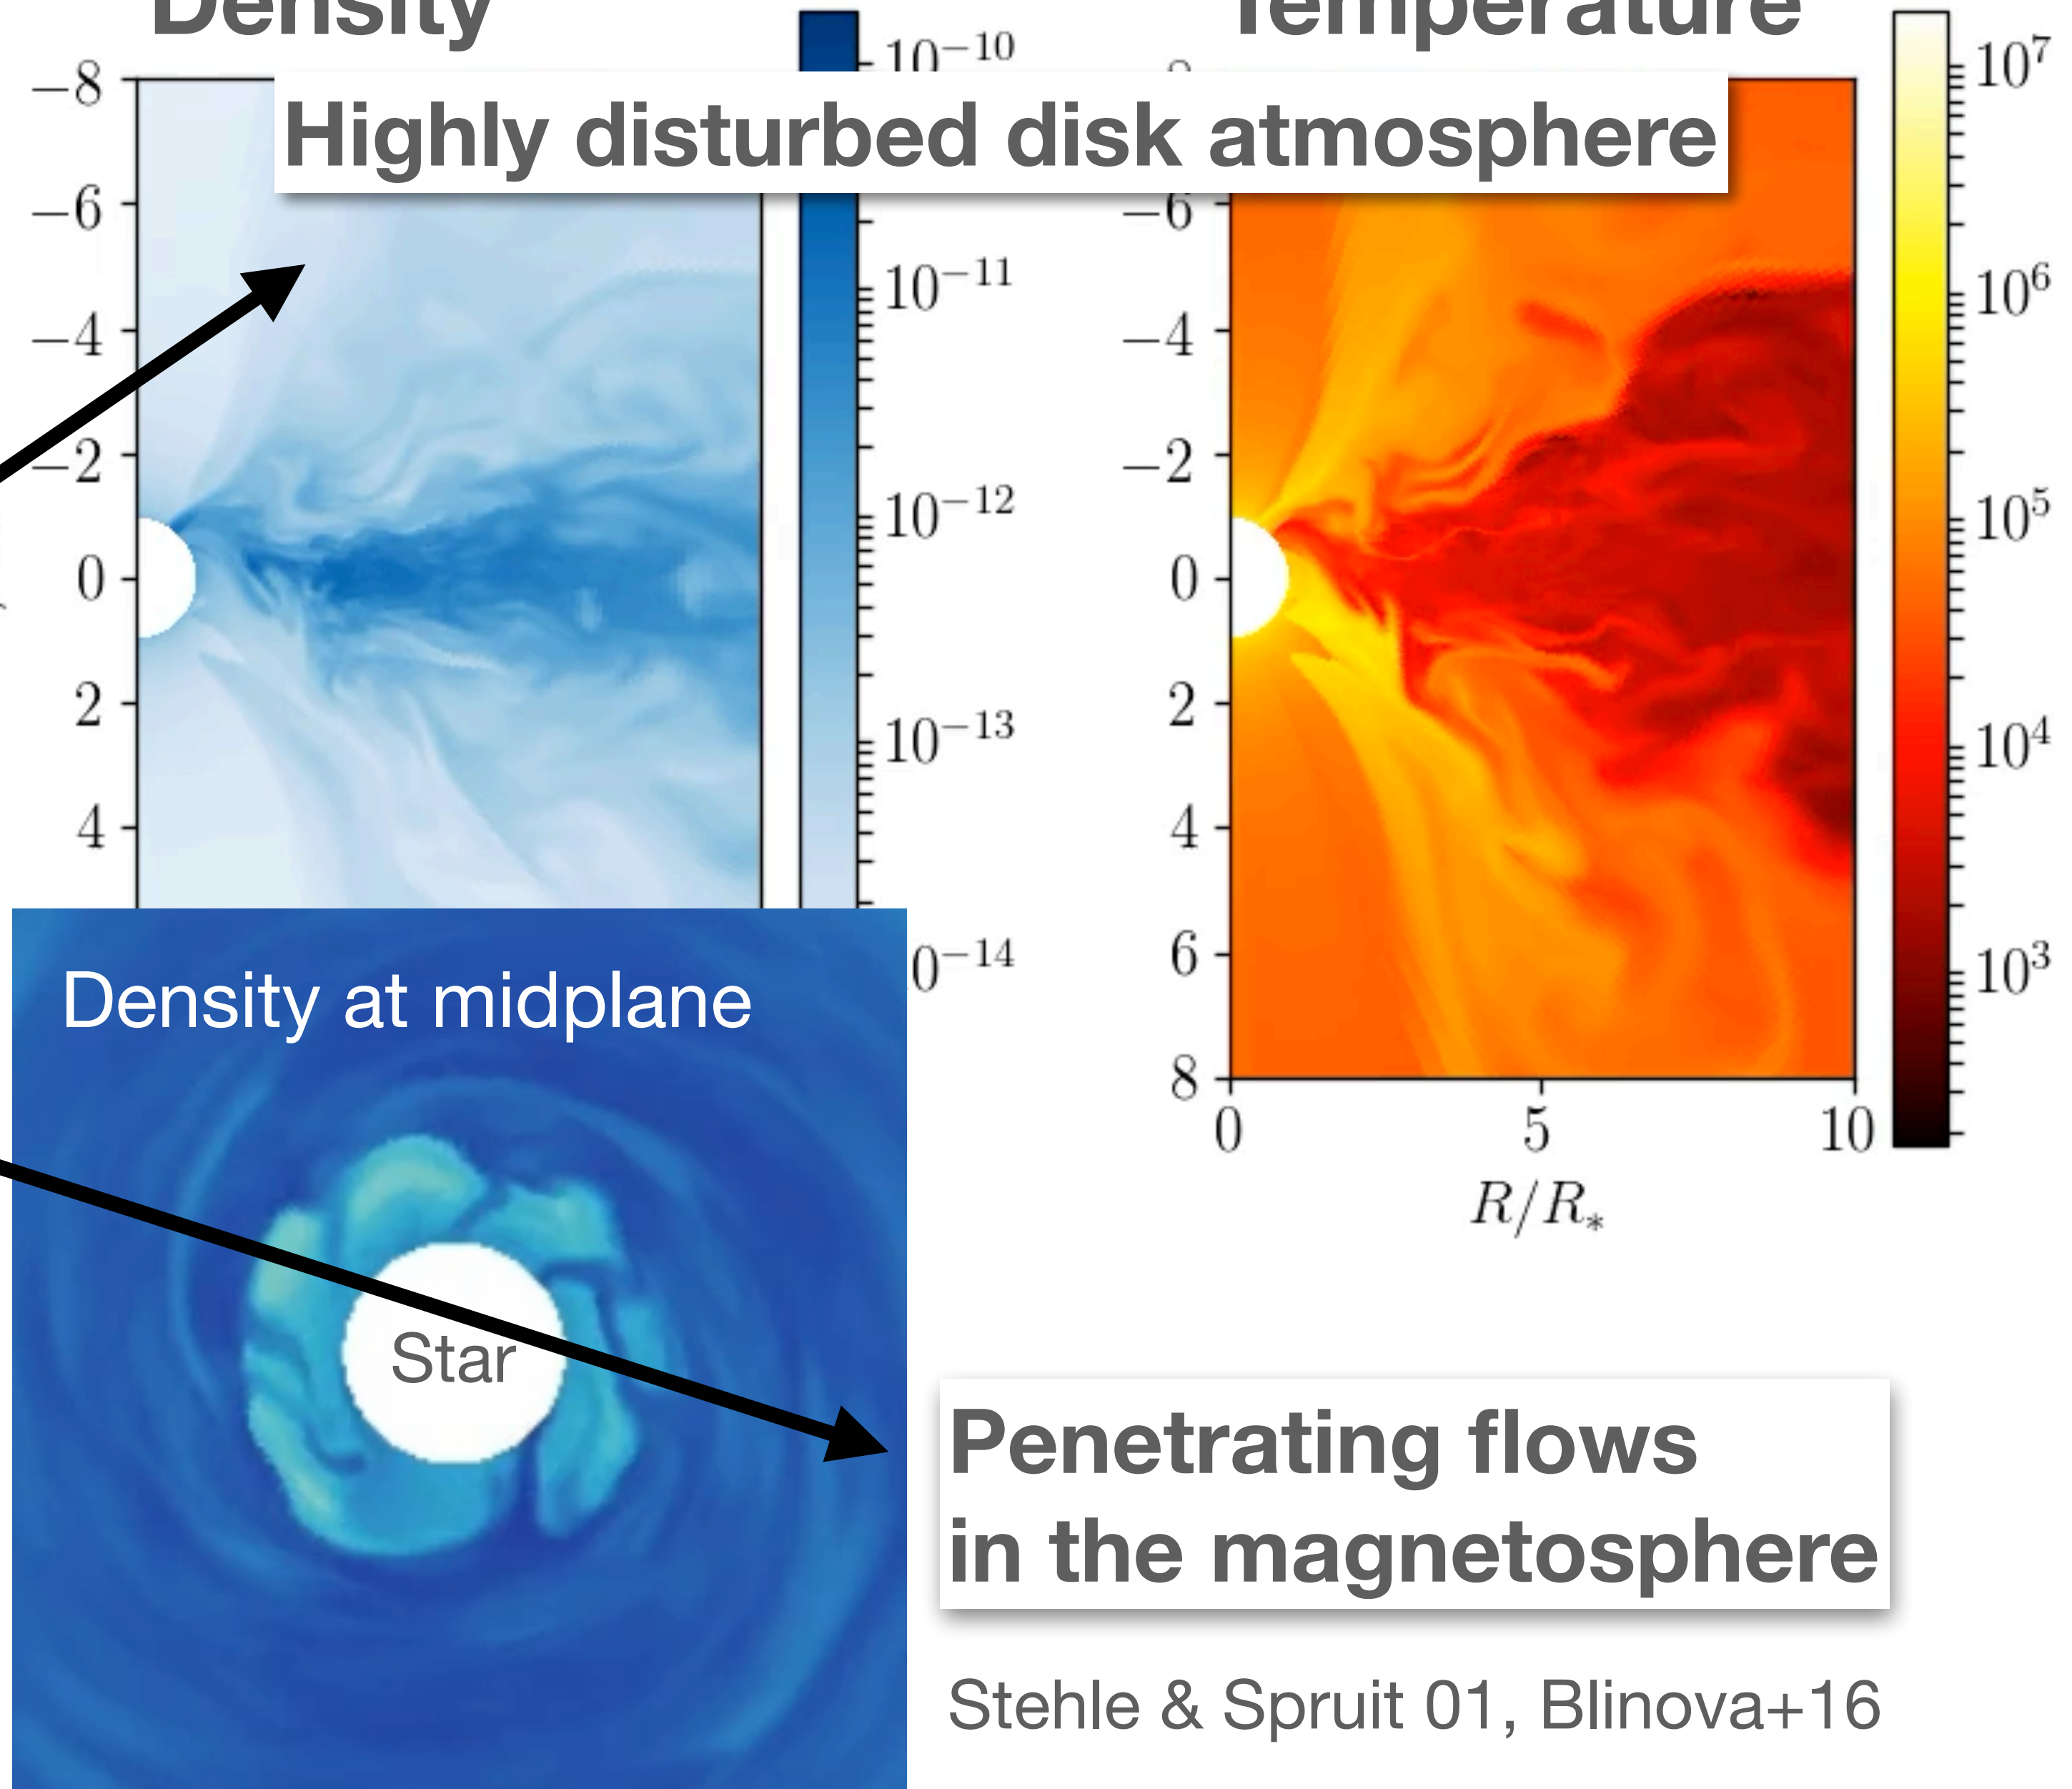 Density
Temperature
Highly disturbed disk atmosphere
−8
−6
−4
−2
0
2
4
10⁻¹⁰
10⁻¹¹
10⁻¹²
10⁻¹³
0⁻¹⁴
−6
−4
−2
0
2
4
6
8
0 5 10
R/R*
10⁷
10⁶
10⁵
10⁴
10³
Density at midplane
Star
Penetrating flows
in the magnetosphere
Stehle & Spruit 01, Blinova+16